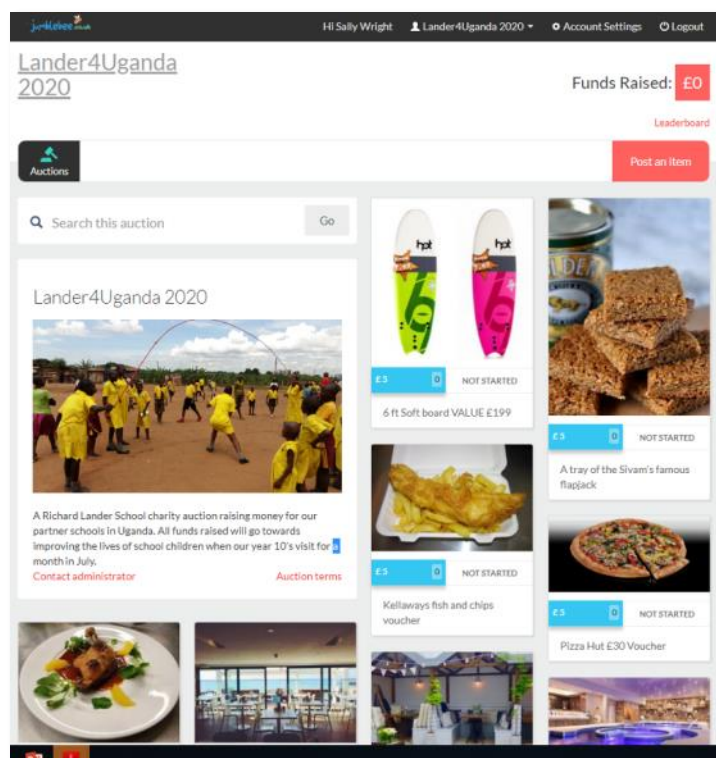 jumblebee.co.uk
Hi Sally Wright
Lander4Uganda 2020
Account Settings
Logout
Lander4Uganda
2020
Funds Raised: £0
Leaderboard
Auctions
Post an item
Search this auction
Go
Lander4Uganda 2020
A Richard Lander School charity auction raising money for our
partner schools in Uganda. All funds raised will go towards
improving the lives of school children when our year 10's visit for a
month in July.
Contact administrator
Auction terms
hpt
hpt
£5 0 NOT STARTED
6 ft Soft board VALUE £199
£5 0 NOT STARTED
Kellaways fish and chips
voucher
£5 0 NOT STARTED
A tray of the Sivam's famous
flapjack
£5 0 NOT STARTED
Pizza Hut £30 Voucher